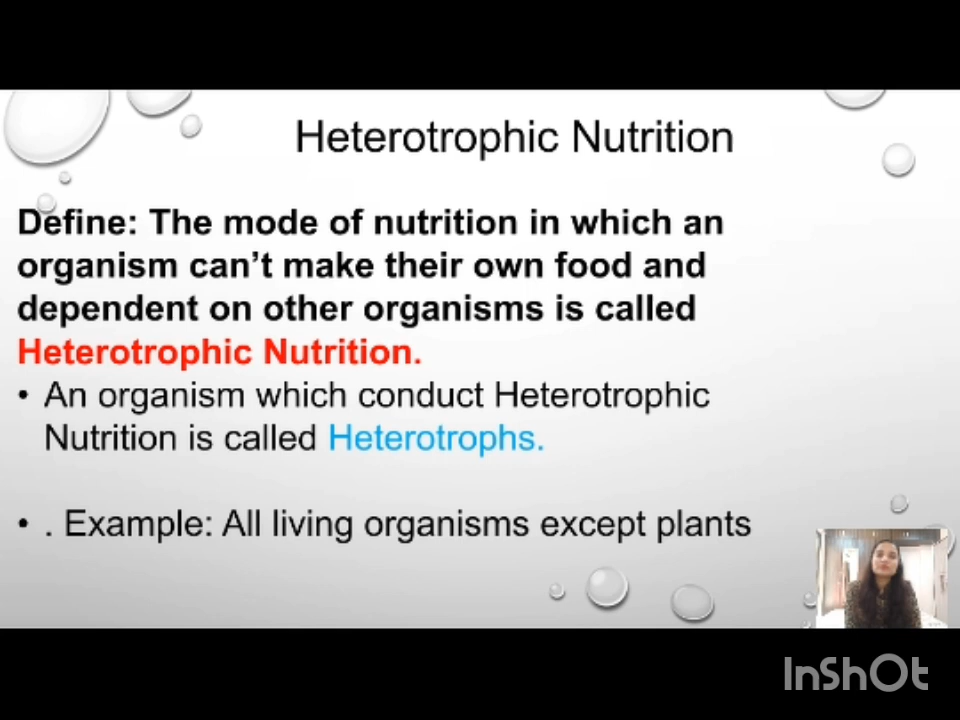 Heterotrophic Nutrition
Define: The mode of nutrition in which an
organism can't make their own food and
dependent on other organisms is called
Heterotrophic Nutrition.
• An organism which conduct Heterotrophic
Nutrition is called Heterotrophs.
• . Example: All living organisms except plants
InShOt